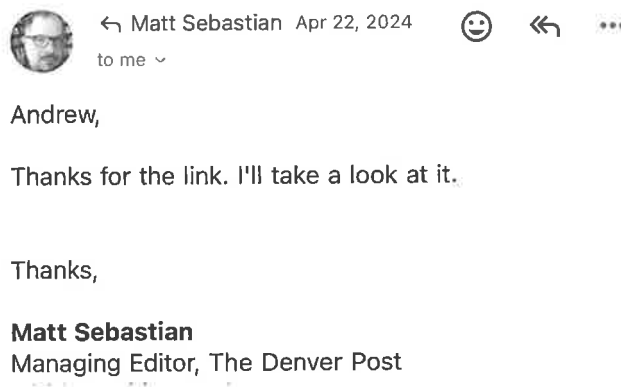 Matt Sebastian Apr 22, 2024
to me
Andrew,
Thanks for the link. I'll take a look at it.
Thanks,
Matt Sebastian
Managing Editor, The Denver Post